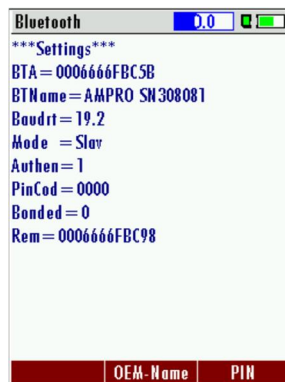 Bluetooth 0.0
***Settings***
BTA=0006666FBC5B
BTName=AMPRO SN308081
Baudrt=19.2
Mode =Slav
Authen=1
PinCod=0000
Bonded=0
Rem=0006666FBC98
OEM-Name PIN